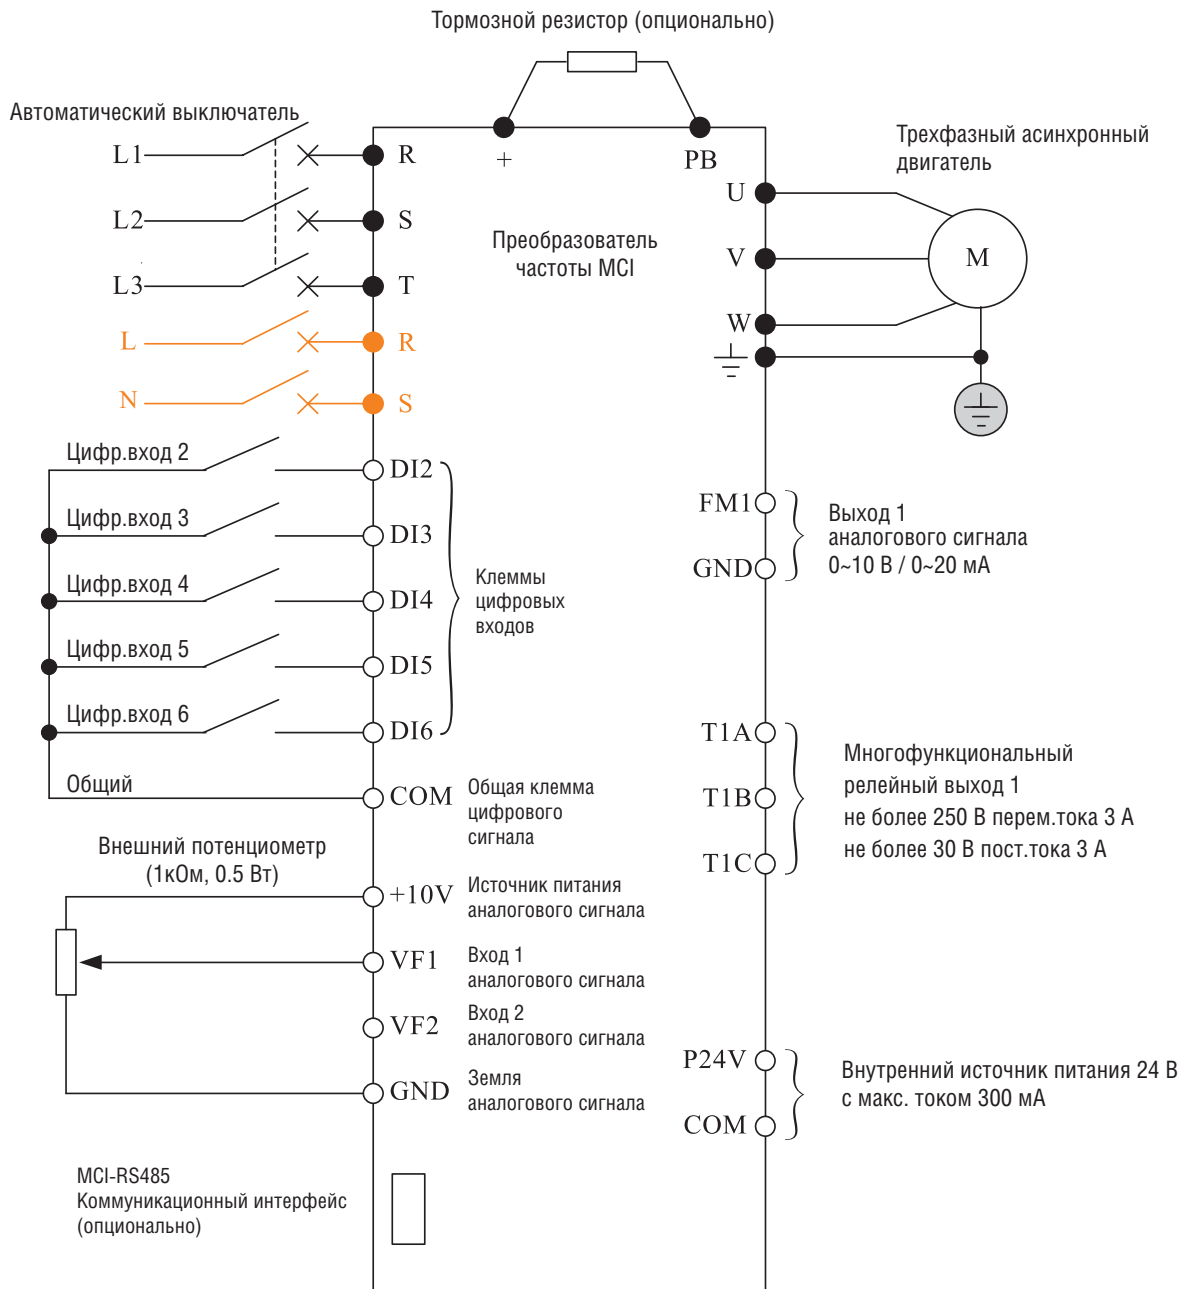 Тормозной резистор (опционально)
Автоматический выключатель
L1
R
+
PB
Трехфазный асинхронный
двигатель
U
L2
S
Преобразователь
частоты MCI
V
M
L3
T
W
L
R
N
S
Цифр.вход 2
DI2
Цифр.вход 3
DI3
Цифр.вход 4
DI4
Цифр.вход 5
DI5
Цифр.вход 6
DI6
Клеммы
цифровых
входов
Общий
COM
Общая клемма
цифрового
сигнала
Внешний потенциометр
(1кОм, 0.5 Вт)
+10V
Источник питания
аналогового сигнала
VF1
Вход 1
аналогового сигнала
VF2
Вход 2
аналогового сигнала
GND
Земля
аналогового сигнала
MCI-RS485
Коммуникационный интерфейс
(опционально)
FM1
GND
Выход 1
аналогового сигнала
0~10 В / 0~20 мА
T1A
T1B
T1C
Многофункциональный
релейный выход 1
не более 250 В перем.тока 3 А
не более 30 В пост.тока 3 А
P24V
COM
Внутренний источник питания 24 В
с макс. током 300 мА